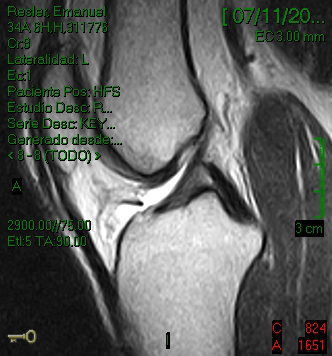 Resler, Emanuel
34A 8H,H,311778
Cr:9
Lateralidad: L
Ec:1
Paciente Pos: HFS
Estudio Desc: R...
Serie Desc: KEY...
Generado desde:...
< 8 - 8 (TODO) >
[ 07/11/20...
EC 3,00 mm
A
2900.00//75.00
Etl:5 TA:90.00
3 cm
I
C 824
A 1651